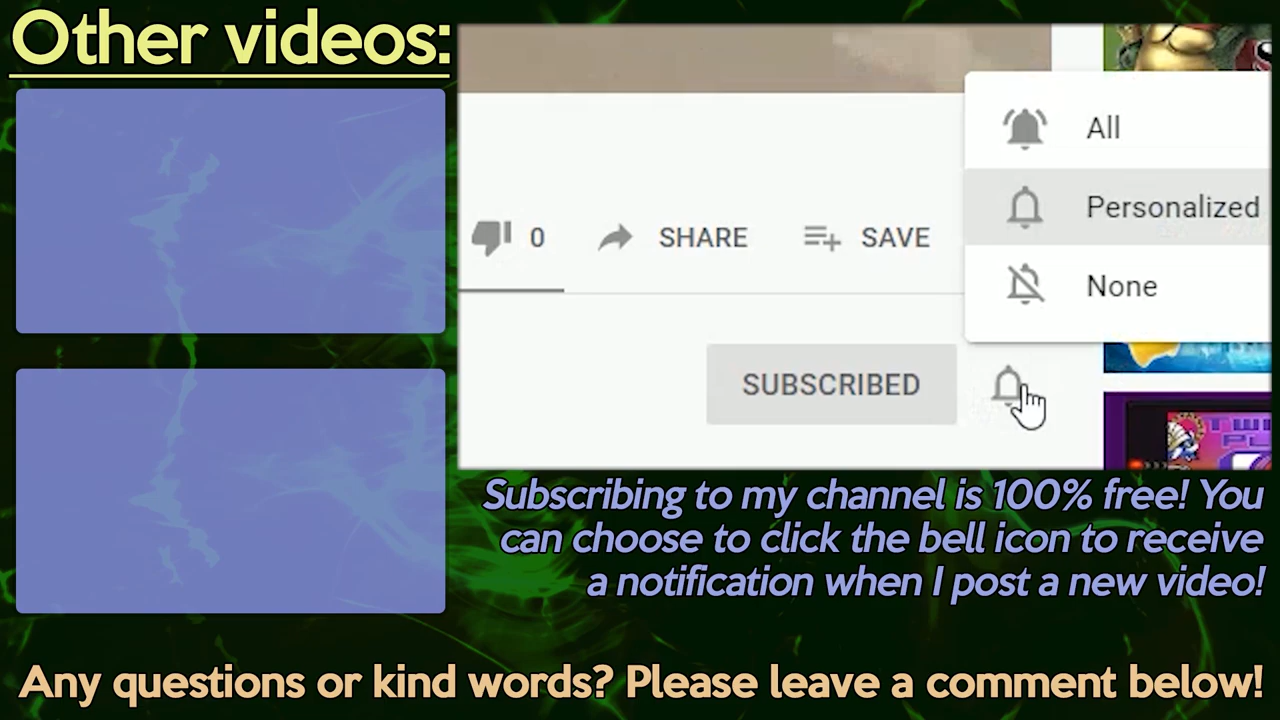 Other videos:
All
Personalized
None
0 SHARE SAVE
SUBSCRIBED
Subscribing to my channel is 100% free! You
can choose to click the bell icon to receive
a notification when I post a new video!
Any questions or kind words? Please leave a comment below!